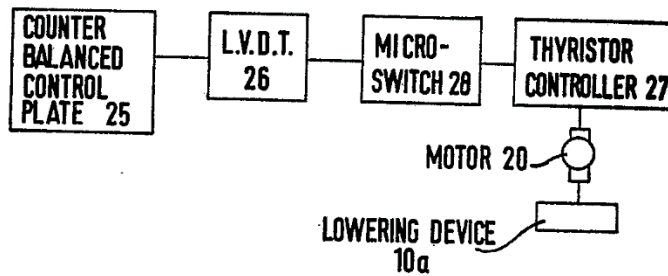 COUNTER
BALANCED
CONTROL
PLATE 25
L.V.D.T.
26
MICRO-
SWITCH 28
THYRISTOR
CONTROLLER 27
MOTOR 20
LOWERING DEVICE
10a